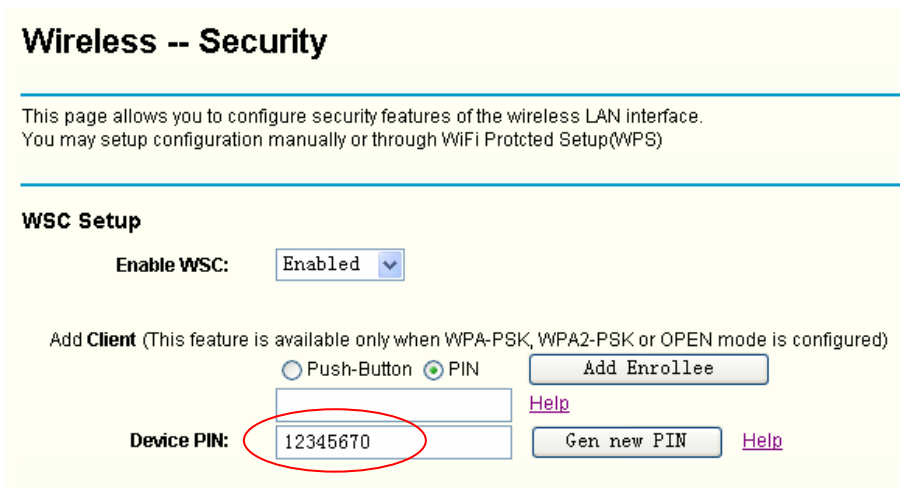 Wireless -- Security
This page allows you to configure security features of the wireless LAN interface.
You may setup configuration manually or through WiFi Protcted Setup(WPS)
WSC Setup
Enable WSC: Enabled
Add Client (This feature is available only when WPA-PSK, WPA2-PSK or OPEN mode is configured)
Push-Button PIN Add Enrollee
Help
Device PIN: 12345670 Gen new PIN Help